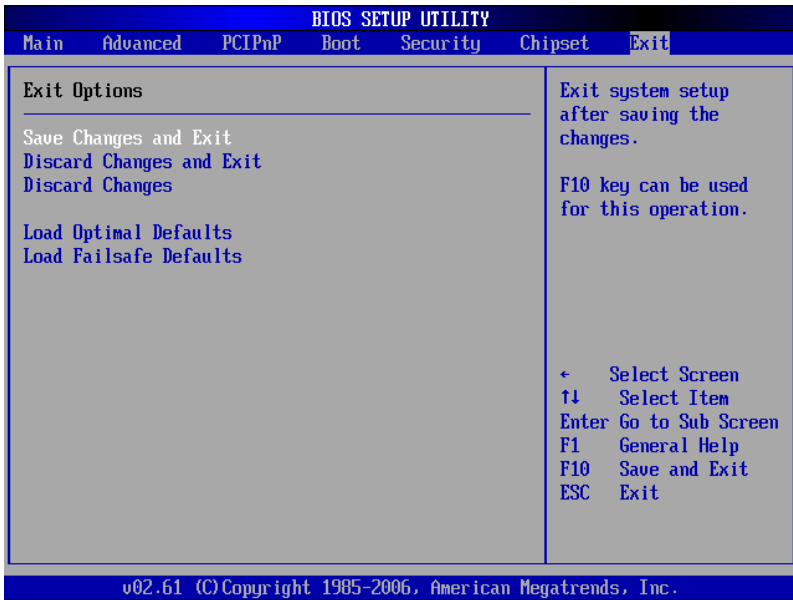 BIOS SETUP UTILITY
Main Advanced PCIPnP Boot Security Chipset Exit
Exit Options
Save Changes and Exit
Discard Changes and Exit
Discard Changes
Load Optimal Defaults
Load Failsafe Defaults
Exit system setup
after saving the
changes.
F10 key can be used
for this operation.
← Select Screen
↑↓ Select Item
Enter Go to Sub Screen
F1 General Help
F10 Save and Exit
ESC Exit
v02.61 (C)Copyright 1985-2006, American Megatrends, Inc.